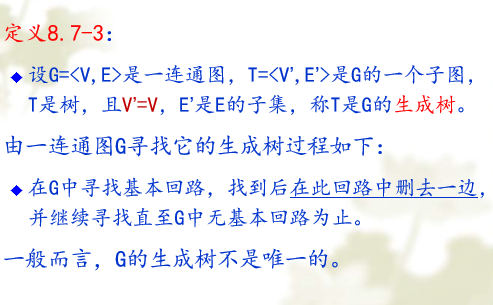 定义8.7-3：
◆ 设G=<V,E>是一连通图，T=<V',E'>是G的一个子图，
T是树，且V'=V，E'是E的子集，称T是G的生成树。
由一连通图G寻找它的生成树过程如下：
◆ 在G中寻找基本回路，找到后在此回路中删去一边，
并继续寻找直至G中无基本回路为止。
一般而言，G的生成树不是唯一的。